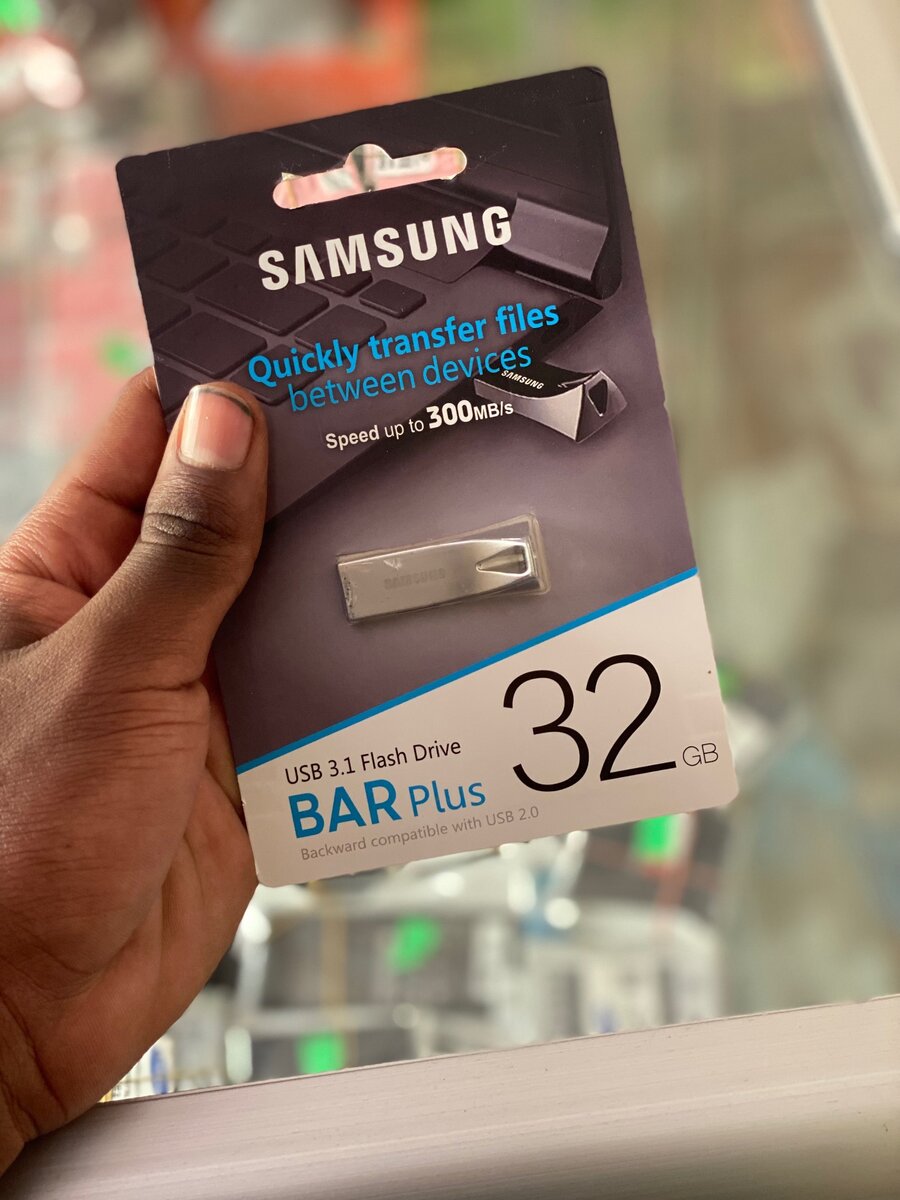 SAMSUNG
Quickly transfer files
between devices
SAMSUNG
Speed up to 300MB/s
SAMSUNG
32 GB
USB 3.1 Flash Drive
BAR Plus
Backward compatible with USB 2.0